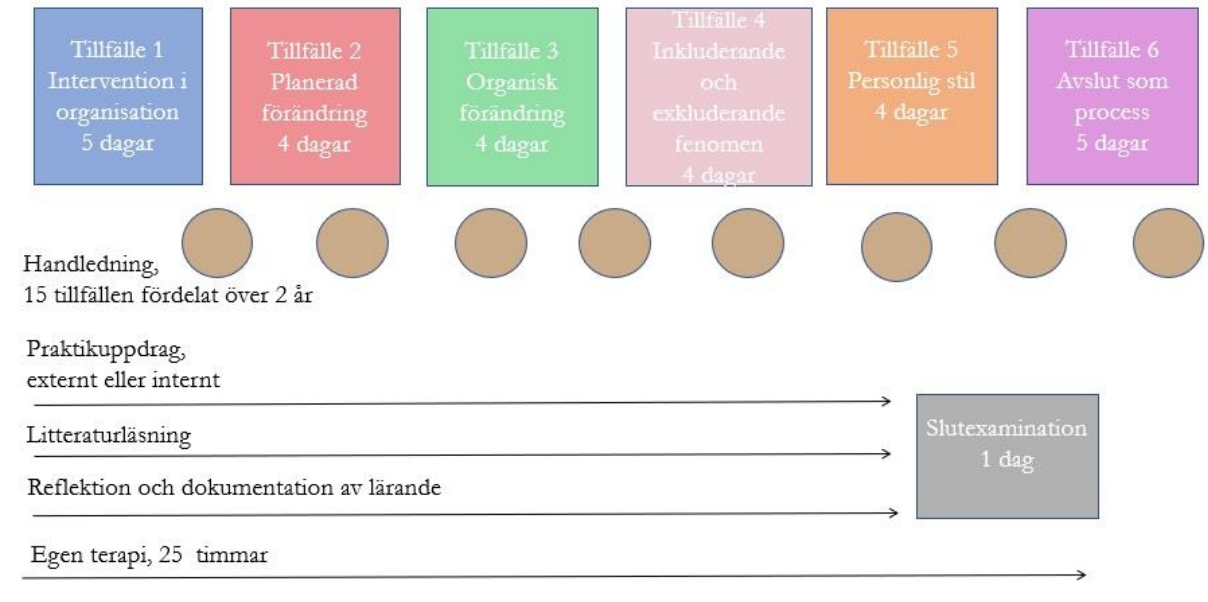 Tillfälle 1
Intervention i
organisation
5 dagar
Tillfälle 2
Planerad
förändring
4 dagar
Tillfälle 3
Organisk
förändring
4 dagar
Tillfälle 4
Inkluderande
och
exkluderande
fenomen
4 dagar
Tillfälle 5
Personlig stil
4 dagar
Tillfälle 6
Avslut som
process
5 dagar
Handledning,
15 tillfällen fördelat över 2 år
Praktikuppdrag,
externt eller internt
Litteraturläsning
Reflektion och dokumentation av lärande
Egen terapi, 25 timmar
Slutexamination
1 dag